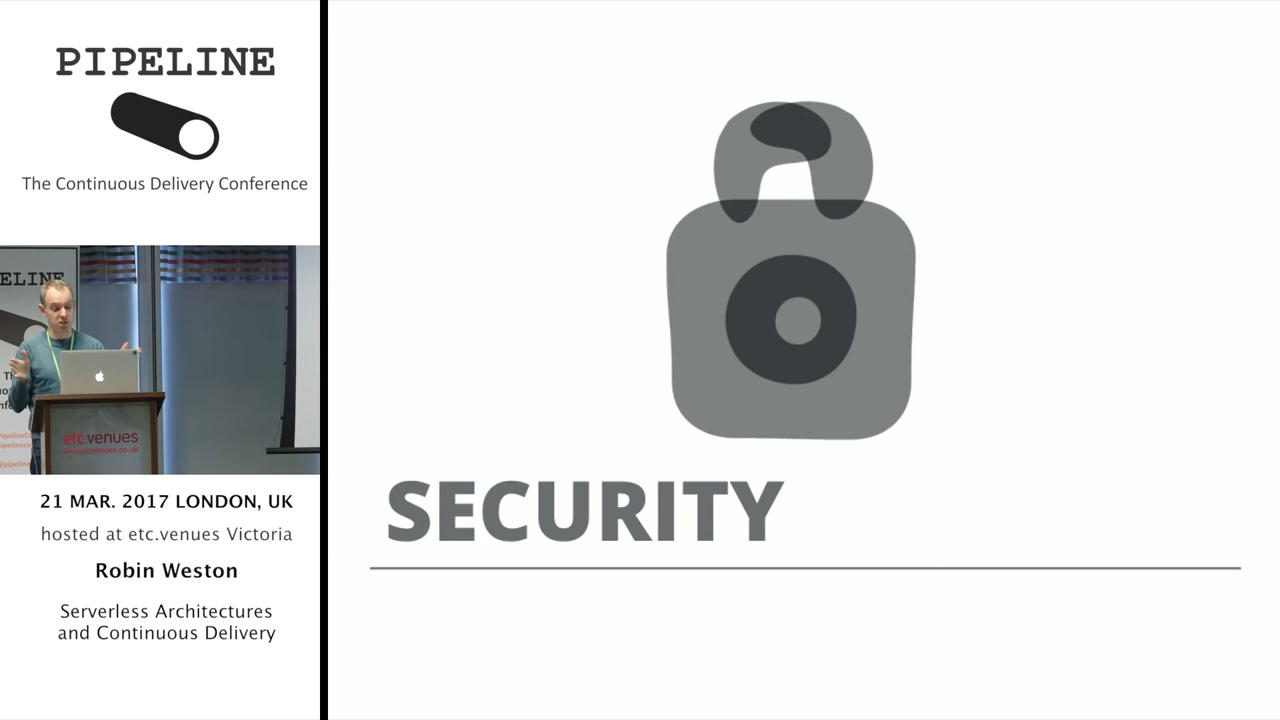 PIPELINE
The Continuous Delivery Conference
ELINE
etc.venues
www.etcvenues.co.uk
21 MAR. 2017 LONDON, UK
hosted at etc.venues Victoria
Robin Weston
Serverless Architectures
and Continuous Delivery
SECURITY